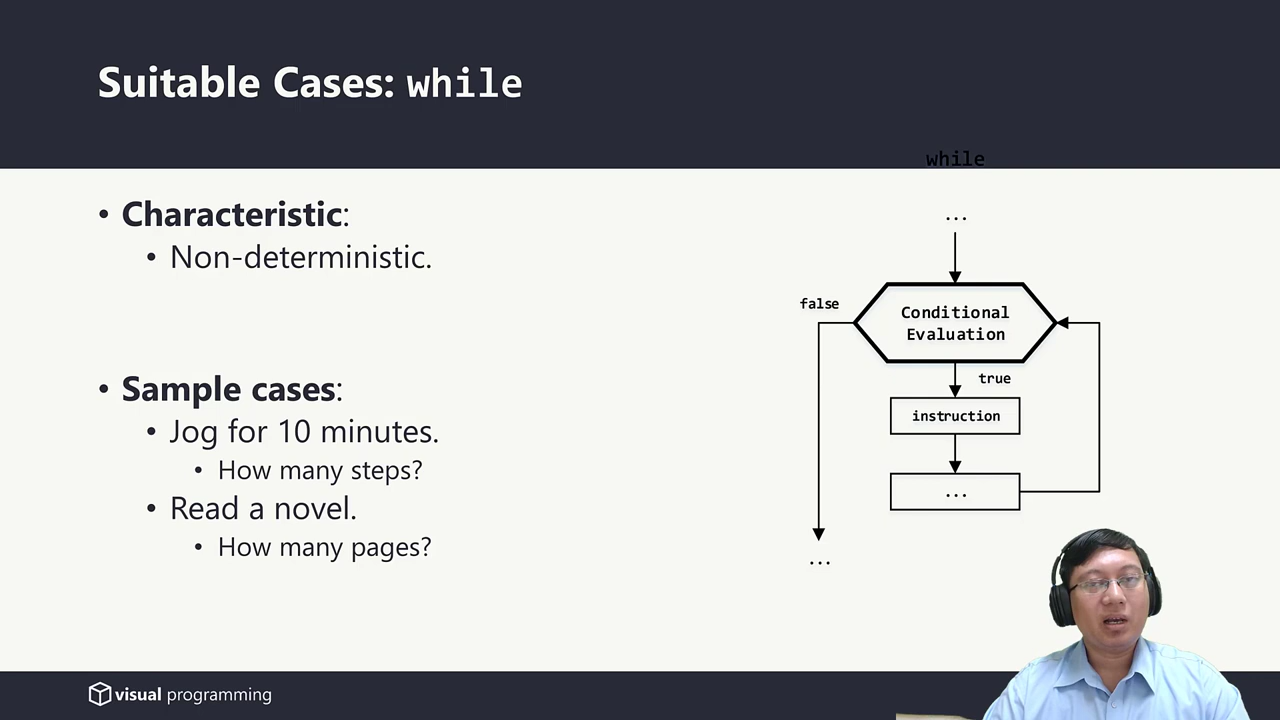 Suitable Cases: while
• Characteristic:
• Non-deterministic.
• Sample cases:
• Jog for 10 minutes.
• How many steps?
• Read a novel.
• How many pages?
while
...
false
Conditional
Evaluation
true
instruction
...
...
visual programming